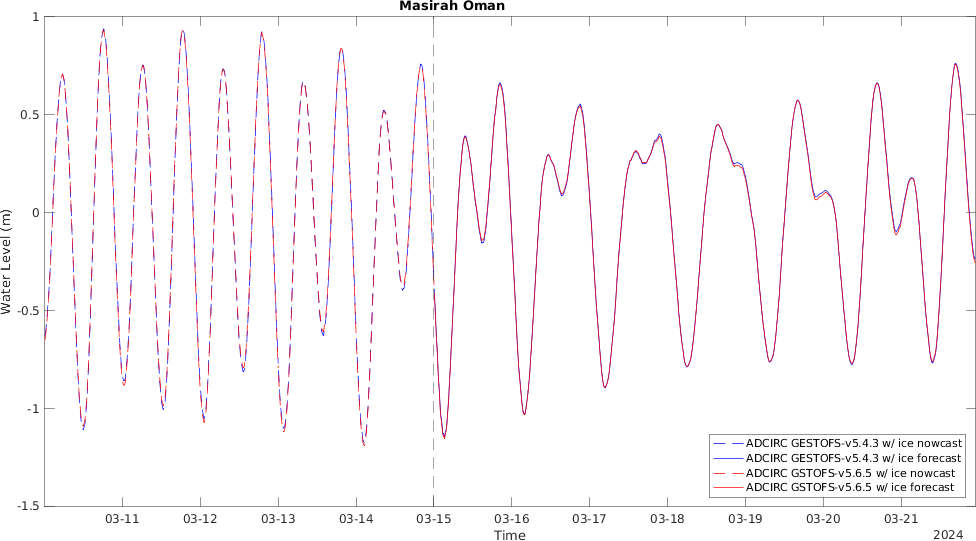 Masirah Oman
1
0.5
0
-0.5
-1
-1.5
Water Level (m)
ADCIRC GESTOFS-v5.4.3 w/ ice nowcast
ADCIRC GESTOFS-v5.4.3 w/ ice forecast
ADCIRC GSTOFS-v5.6.5 w/ ice nowcast
ADCIRC GSTOFS-v5.6.5 w/ ice forecast
03-11 03-12 03-13 03-14 03-15 03-16 03-17 03-18 03-19 03-20 03-21
Time
2024